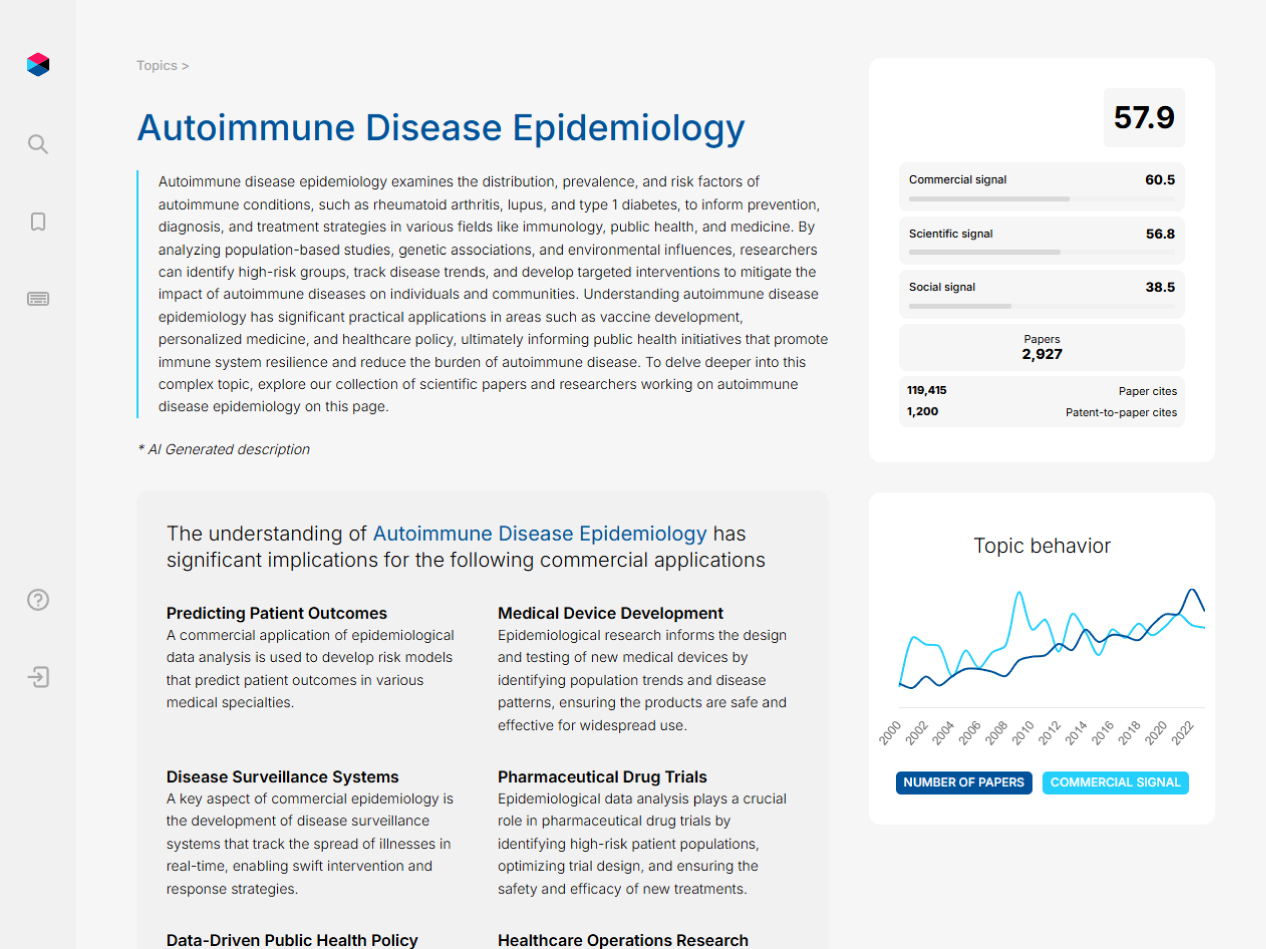 Topics >
Autoimmune Disease Epidemiology
Autoimmune disease epidemiology examines the distribution, prevalence, and risk factors of
autoimmune conditions, such as rheumatoid arthritis, lupus, and type 1 diabetes, to inform prevention,
diagnosis, and treatment strategies in various fields like immunology, public health, and medicine. By
analyzing population-based studies, genetic associations, and environmental influences, researchers
can identify high-risk groups, track disease trends, and develop targeted interventions to mitigate the
impact of autoimmune diseases on individuals and communities. Understanding autoimmune disease
epidemiology has significant practical applications in areas such as vaccine development,
personalized medicine, and healthcare policy, ultimately informing public health initiatives that promote
immune system resilience and reduce the burden of autoimmune disease. To delve deeper into this
complex topic, explore our collection of scientific papers and researchers working on autoimmune
disease epidemiology on this page.
* AI Generated description
57.9
Commercial signal 60.5
Scientific signal 56.8
Social signal 38.5
Papers
2,927
119,415 Paper cites
1,200 Patent-to-paper cites
The understanding of Autoimmune Disease Epidemiology has
significant implications for the following commercial applications
Predicting Patient Outcomes
A commercial application of epidemiological
data analysis is used to develop risk models
that predict patient outcomes in various
medical specialties.
Medical Device Development
Epidemiological research informs the design
and testing of new medical devices by
identifying population trends and disease
patterns, ensuring the products are safe and
effective for widespread use.
Disease Surveillance Systems
A key aspect of commercial epidemiology is
the development of disease surveillance
systems that track the spread of illnesses in
real-time, enabling swift intervention and
response strategies.
Pharmaceutical Drug Trials
Epidemiological data analysis plays a crucial
role in pharmaceutical drug trials by
identifying high-risk patient populations,
optimizing trial design, and ensuring the
safety and efficacy of new treatments.
Data-Driven Public Health Policy
Healthcare Operations Research
Topic behavior
2000 2002 2004 2006 2008 2010 2012 2014 2016 2018 2020 2022
NUMBER OF PAPERS COMMERCIAL SIGNAL